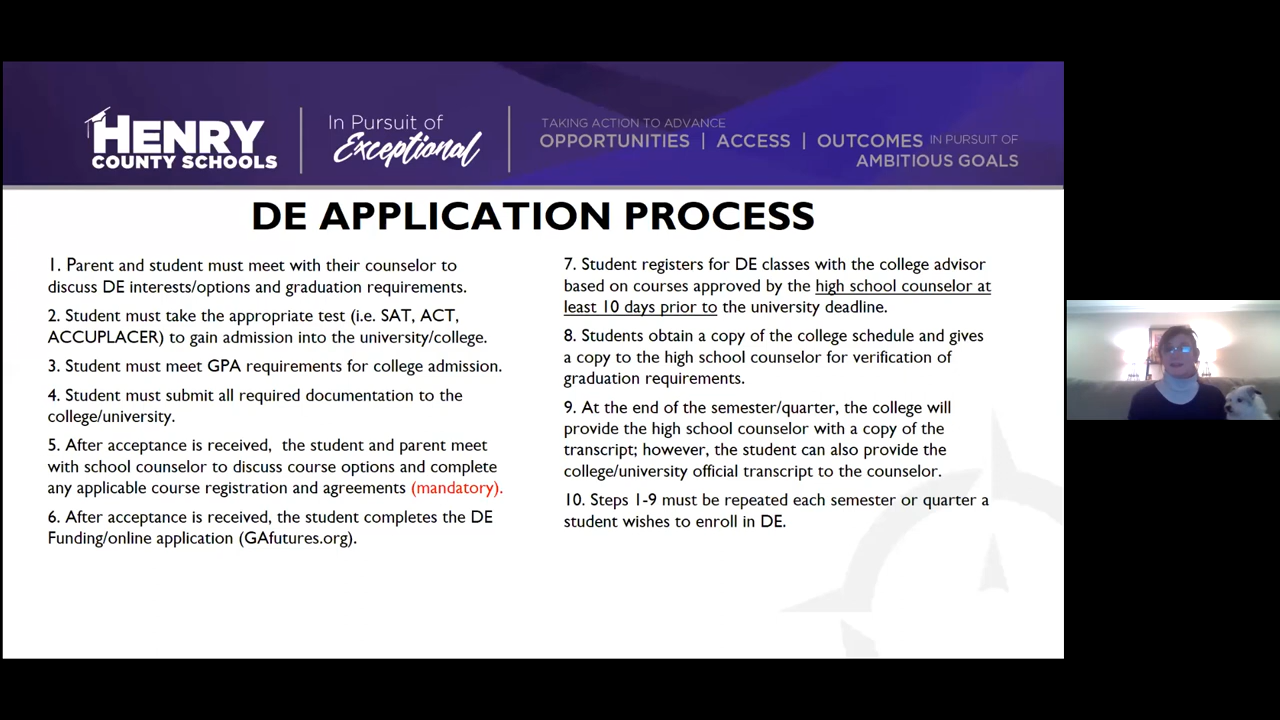 HENRY
COUNTY SCHOOLS
In Pursuit of
Exceptional
TAKING ACTION TO ADVANCE
OPPORTUNITIES | ACCESS | OUTCOMES IN PURSUIT OF
AMBITIOUS GOALS
DE APPLICATION PROCESS
1. Parent and student must meet with their counselor to
discuss DE interests/options and graduation requirements.
2. Student must take the appropriate test (i.e. SAT, ACT,
ACCUPLACER) to gain admission into the university/college.
3. Student must meet GPA requirements for college admission.
4. Student must submit all required documentation to the
college/university.
5. After acceptance is received, the student and parent meet
with school counselor to discuss course options and complete
any applicable course registration and agreements (mandatory).
6. After acceptance is received, the student completes the DE
Funding/online application (GAfutures.org).
7. Student registers for DE classes with the college advisor
based on courses approved by the high school counselor at
least 10 days prior to the university deadline.
8. Students obtain a copy of the college schedule and gives
a copy to the high school counselor for verification of
graduation requirements.
9. At the end of the semester/quarter, the college will
provide the high school counselor with a copy of the
transcript; however, the student can also provide the
college/university official transcript to the counselor.
10. Steps 1-9 must be repeated each semester or quarter a
student wishes to enroll in DE.